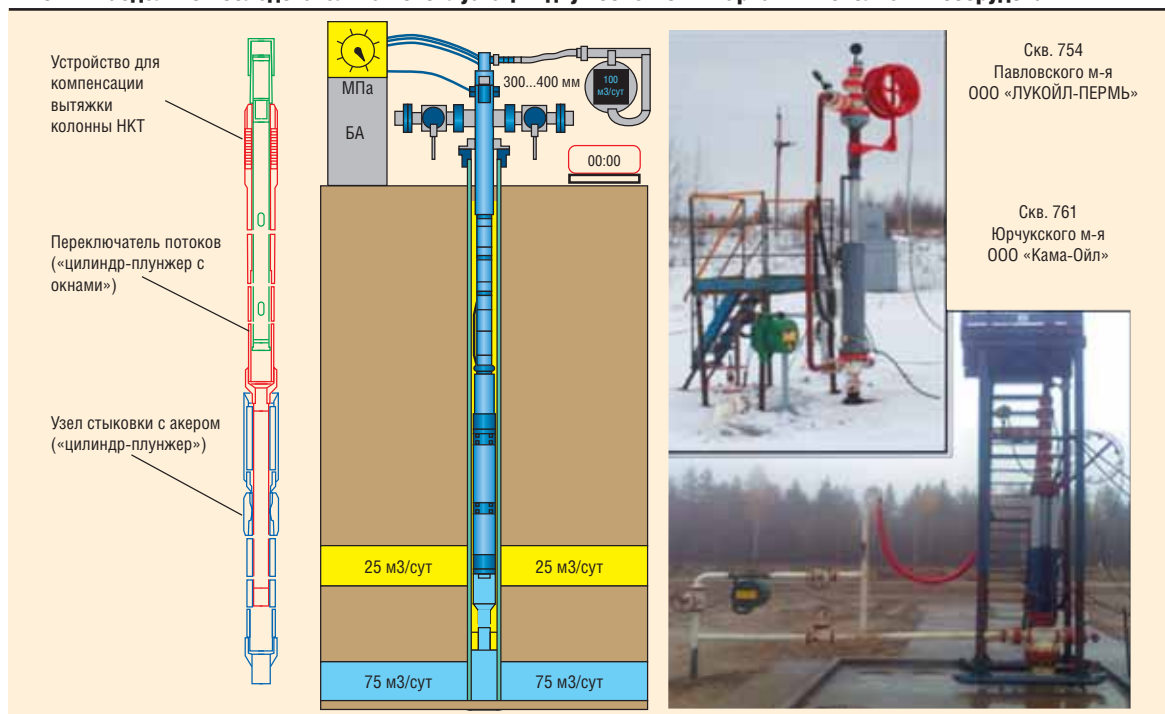 Устройство для
компенсации
вытяжки
колонны НКТ
Переключатель потоков
(«цилиндр-плунжер с
окнами»)
Узел стыковки с акером
(«цилиндр-плунжер»)
МПа
БА
300...400 мм
100
м3/сут
00:00
25 м3/сут
25 м3/сут
75 м3/сут
75 м3/сут
Скв. 754
Павловского м-я
ООО «ЛУКОЙЛ-ПЕРМЬ»
Скв. 761
Юрчукского м-я
ООО «Кама-Ойл»